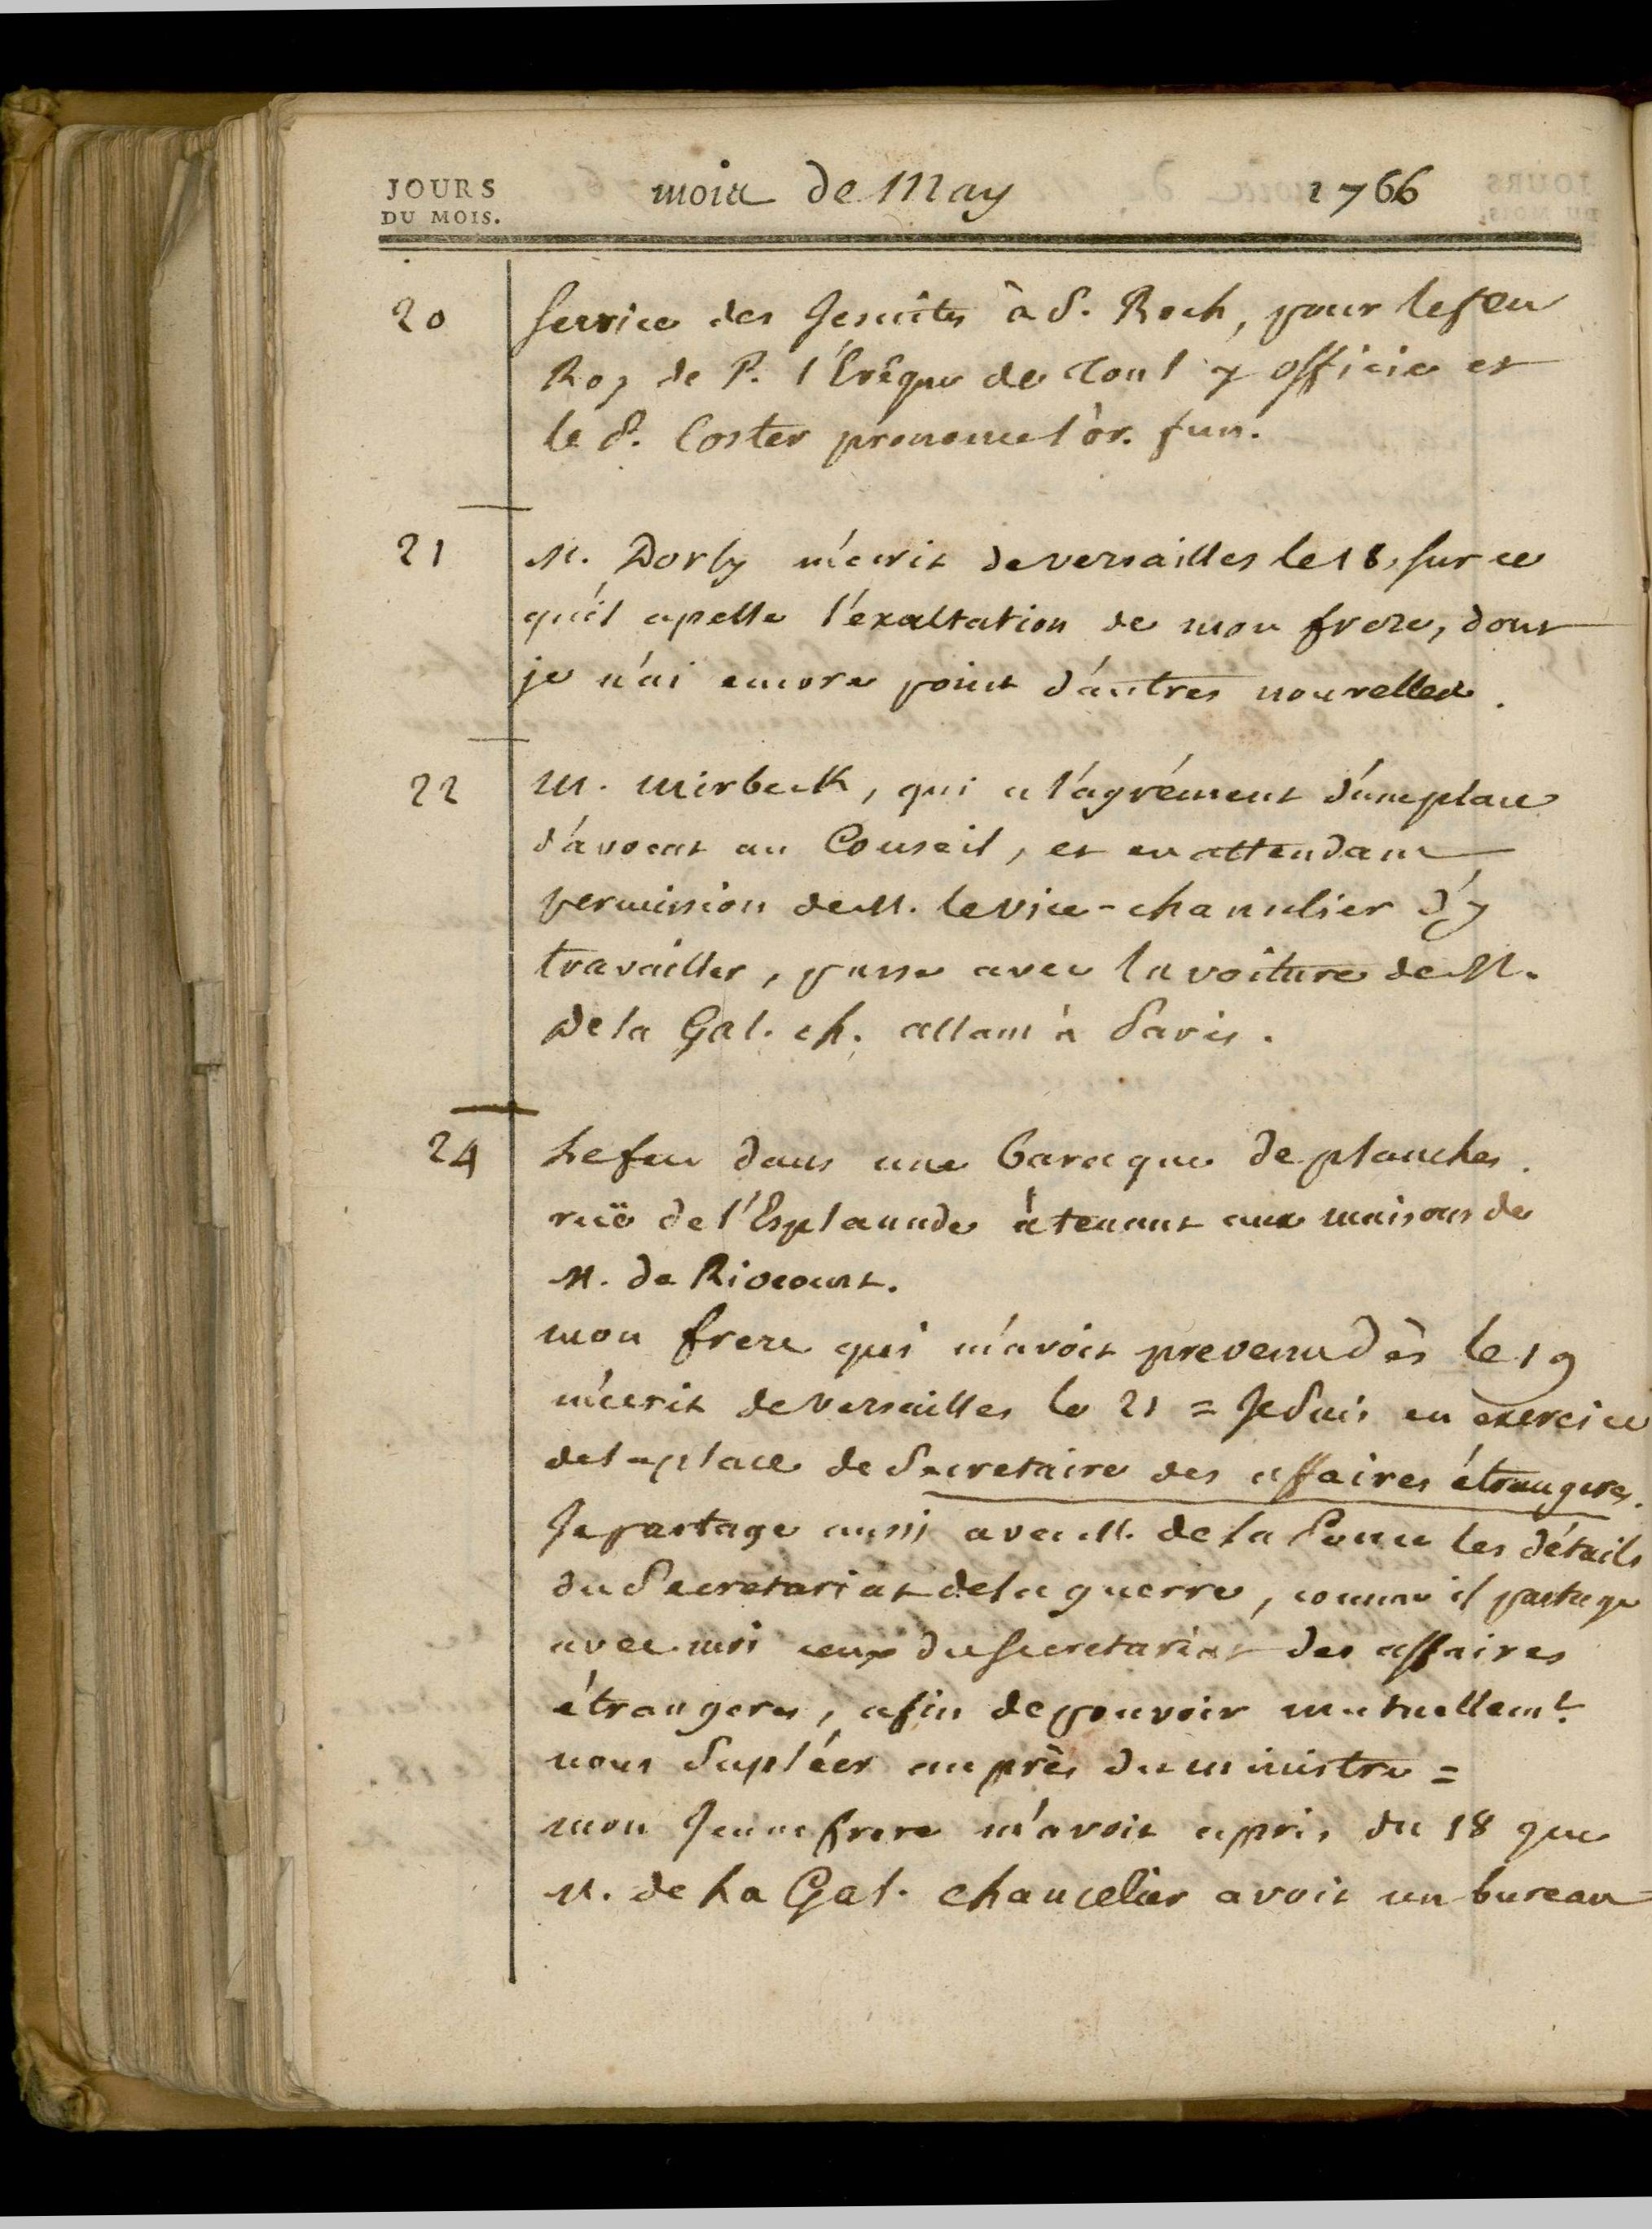 JOURS
DU MOIS.
mois de May 1766
20 Service des Jesuites à S. Roch, pour le feu
Roy de P. l'Evêque de Toul y officie et
le P. Coster prononce l'or. fun.
21 M. Dorly m'ecrit de versailles le 18, sur ce
qu'il apelle l'exaltation de mon frere, dont
je n'ai encore point d'autres nouvelles.
22 M. Mirbeck, qui a l'agrément d'une place
d'avocat au Conseil, et en attendant
permission de M. le vice-chancelier d'y
travailler, passe avec la voiture de M.
De la Gal. ch. allant à Paris.
24 Le feu dans une baraque de planches.
ruë de l'Esplanade àtenant aux maisons de
M. de Riocourt.
mon frere qui m'avoit prevenu dès le 19
m'ecrit de versailles le 21 = Je suis en exercice
de la place de Secretaire des affaires étrangeres.
Je partage aussi avec M. de la Ponce les détails
du Secretariat de la guerre, comme il partage
avec moi ceux du secretariat des affaires
étrangeres, afin de pouvoir mutuellemt.
nous supléer auprès du ministre =
mon Jeune frere m'avoit apris du 18 que
M. de La Gal. chancelier avoit un bureau